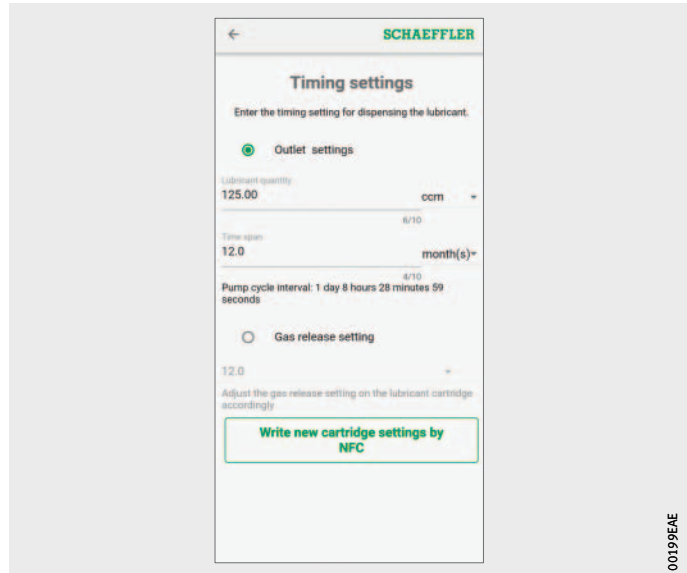 ←
SCHAEFFLER
Timing settings
Enter the timing setting for dispensing the lubricant.
Outlet settings
Lubricant quantity
125.00 ccm
6/10
Time span
12.0 month(s)
4/10
Pump cycle interval: 1 day 8 hours 28 minutes 59
seconds
Gas release setting
12.0
Adjust the gas release setting on the lubricant cartridge
accordingly
Write new cartridge settings by
NFC
00199EAE